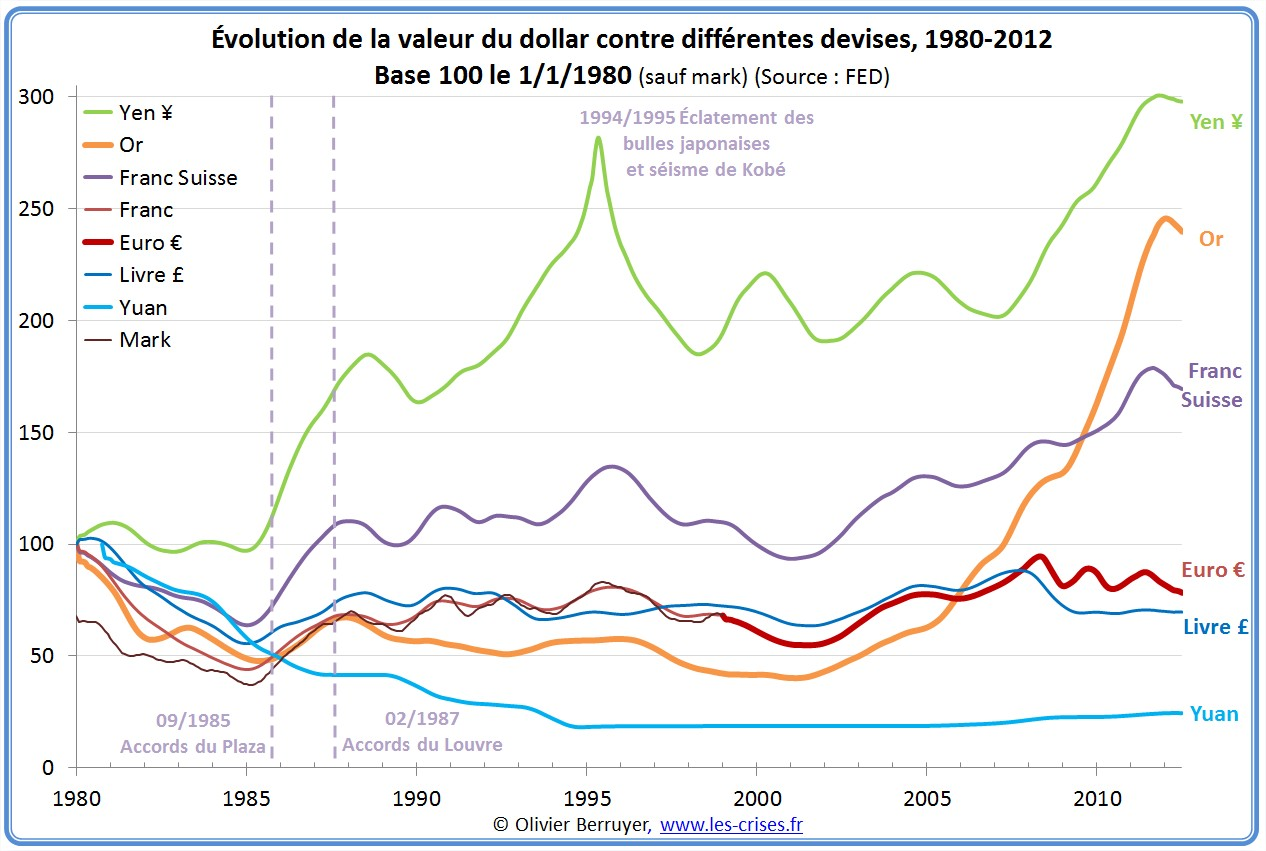 Évolution de la valeur du dollar contre différentes devises, 1980-2012
Base 100 le 1/1/1980 (sauf mark) (Source : FED)
300
250
200
150
100
50
0
Yen ¥
Or
Franc Suisse
Franc
Euro €
Livre £
Yuan
Mark
1994/1995 Éclatement des
bulles japonaises
et séisme de Kobé
Yen ¥
Or
Franc
Suisse
Euro €
Livre £
Yuan
09/1985
Accords du Plaza
02/1987
Accords du Louvre
1980 1985 1990 1995 2000 2005 2010
© Olivier Berruyer, www.les-crises.fr